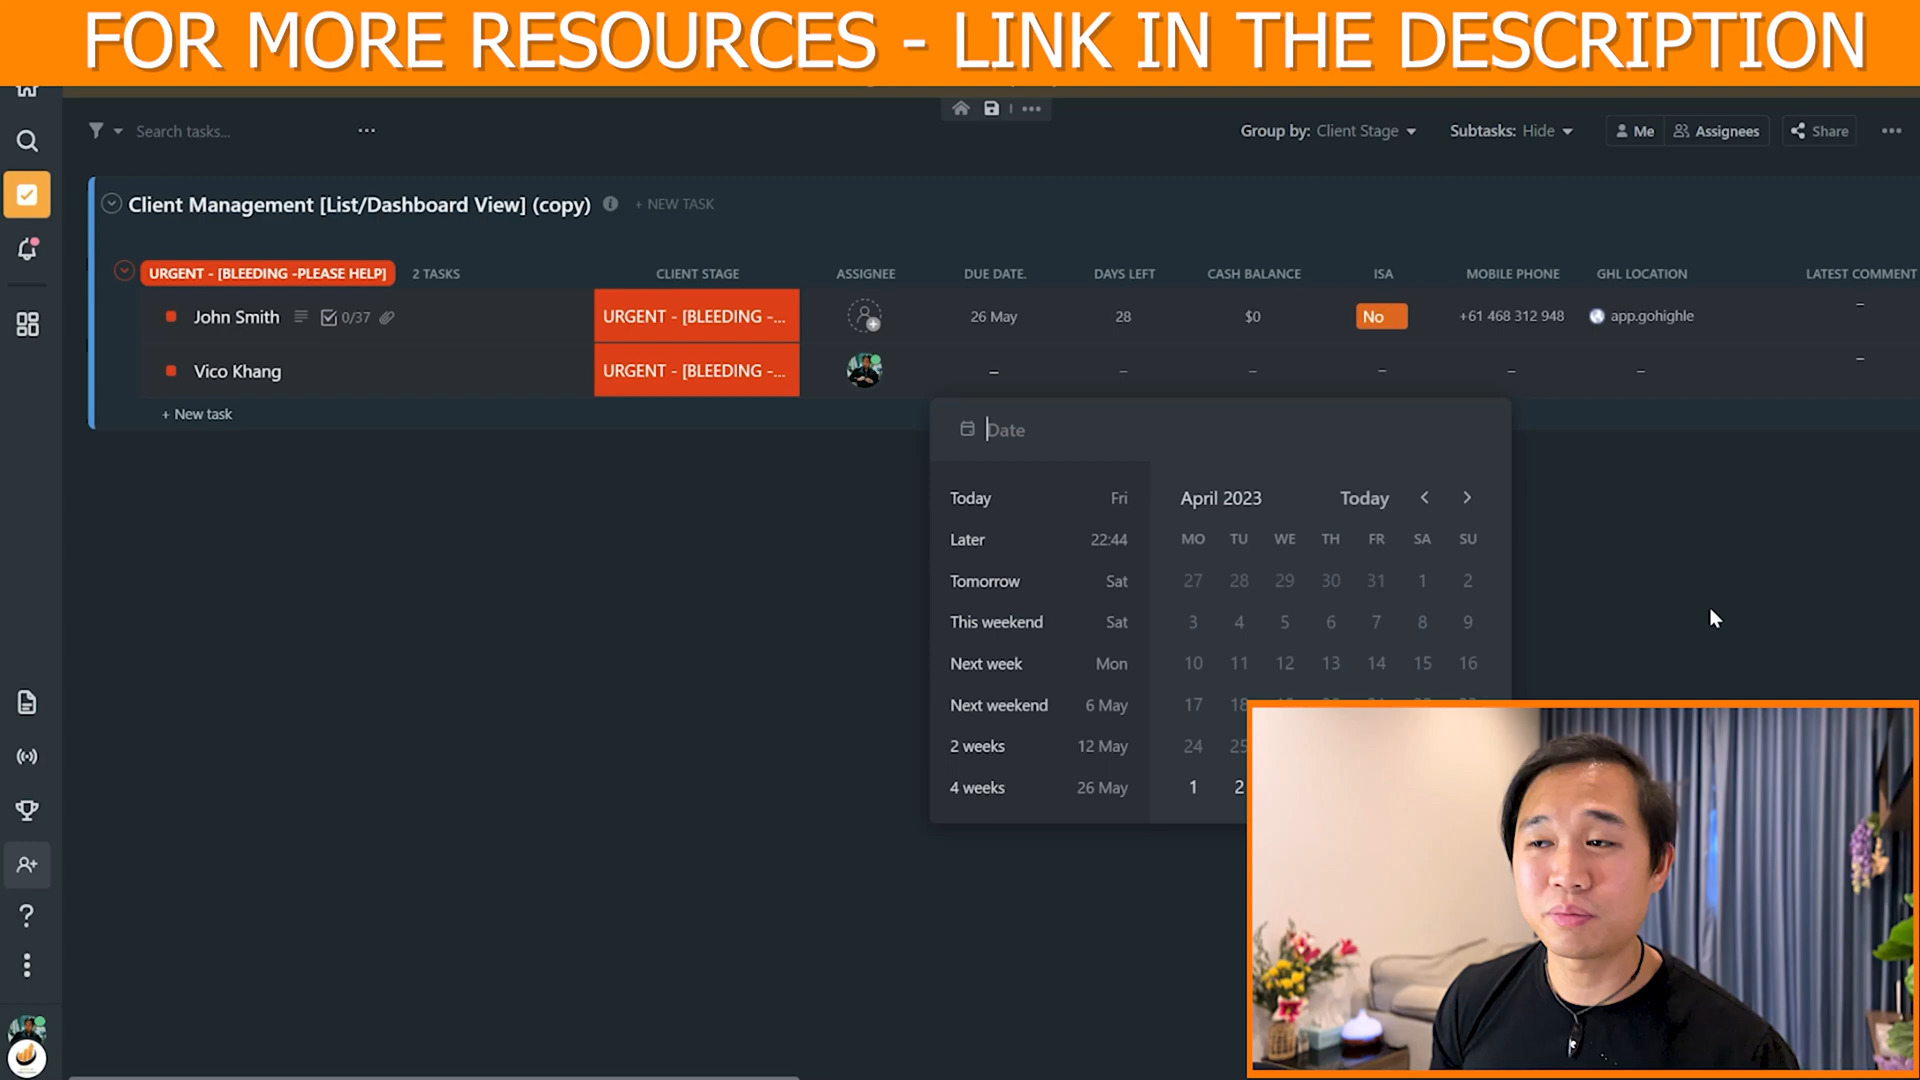 FOR MORE RESOURCES - LINK IN THE DESCRIPTION
Search tasks...
Group by: Client Stage
Subtasks: Hide
Me
Assignees
Share
Client Management [List/Dashboard View] (copy)
+ NEW TASK
URGENT - [BLEEDING -PLEASE HELP] 2 TASKS CLIENT STAGE ASSIGNEE DUE DATE. DAYS LEFT CASH BALANCE ISA MOBILE PHONE GHL LOCATION LATEST COMMENT
John Smith 0/37 URGENT - [BLEEDING -... 26 May 28 $0 No +61 468 312 948 app.gohighle –
Vico Khang URGENT - [BLEEDING -... – – – – – – –
+ New task
Date
Today Fri
Later 22:44
Tomorrow Sat
This weekend Sat
Next week Mon
Next weekend 6 May
2 weeks 12 May
4 weeks 26 May
April 2023 Today
MO TU WE TH FR SA SU
27 28 29 30 31 1 2
3 4 5 6 7 8 9
10 11 12 13 14 15 16
17 18
24 25
1 2